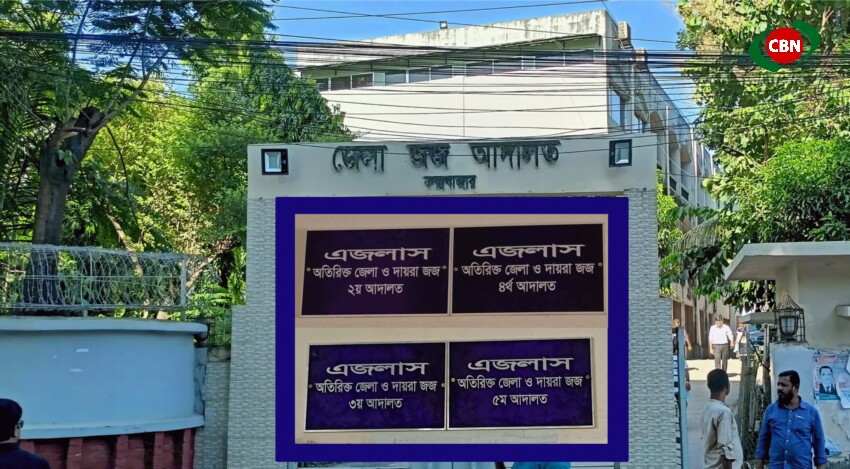 CBN
জেলা জজ আদালত
কক্সবাজার
এজলাস
অতিরিক্ত জেলা ও দায়রা জজ
২য় আদালত
এজলাস
অতিরিক্ত জেলা ও দায়রা জজ
৪র্থ আদালত
এজলাস
অতিরিক্ত জেলা ও দায়রা জজ
৩য় আদালত
এজলাস
অতিরিক্ত জেলা ও দায়রা জজ
৫ম আদালত